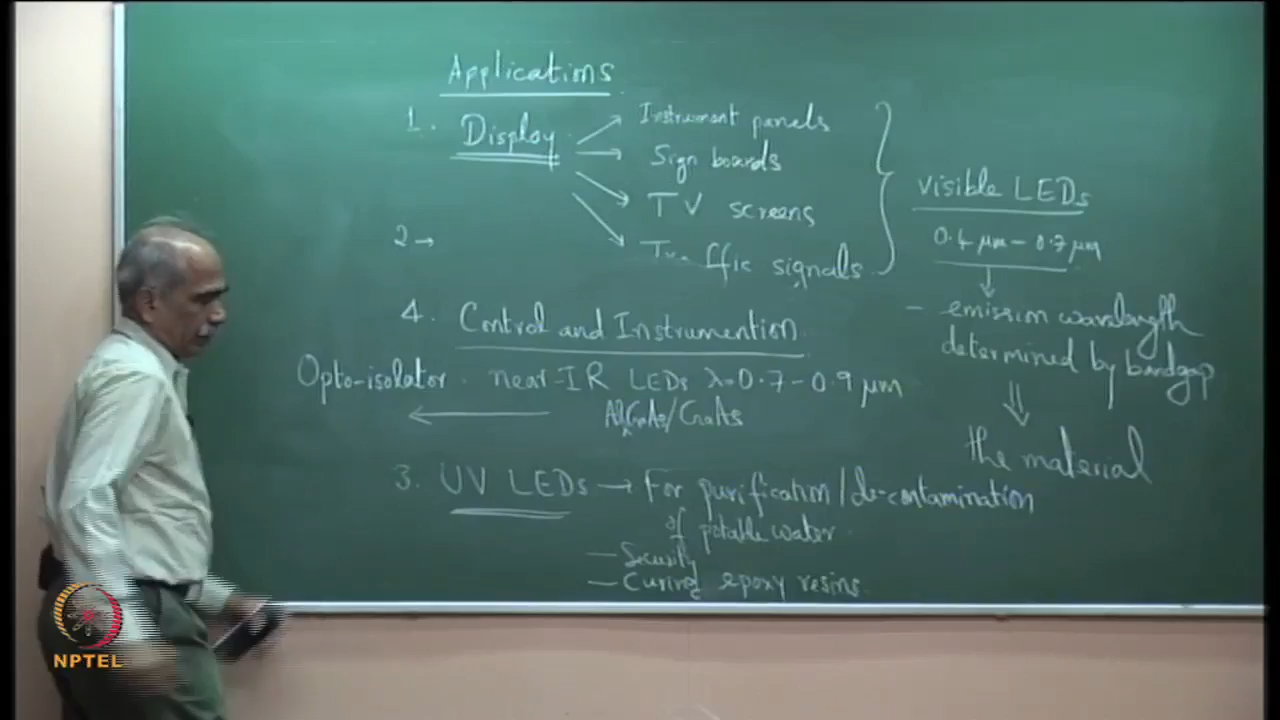 Applications
1. Display → Instrument panels
→ Sign boards
→ TV screens
→ Traffic signals
visible LEDs
0.4 μm – 0.7 μm
↓
– emission wavelength
determined by bandgap
⇓
the material
2 →
4. Control and Instrumention
Opto-isolator. near-IR LEDs λ=0.7 – 0.9 μm
AlGaAs/GaAs
3. UV LEDs → For purification/de-contamination
of potable water
– Security
– Curing epoxy resins.
NPTEL